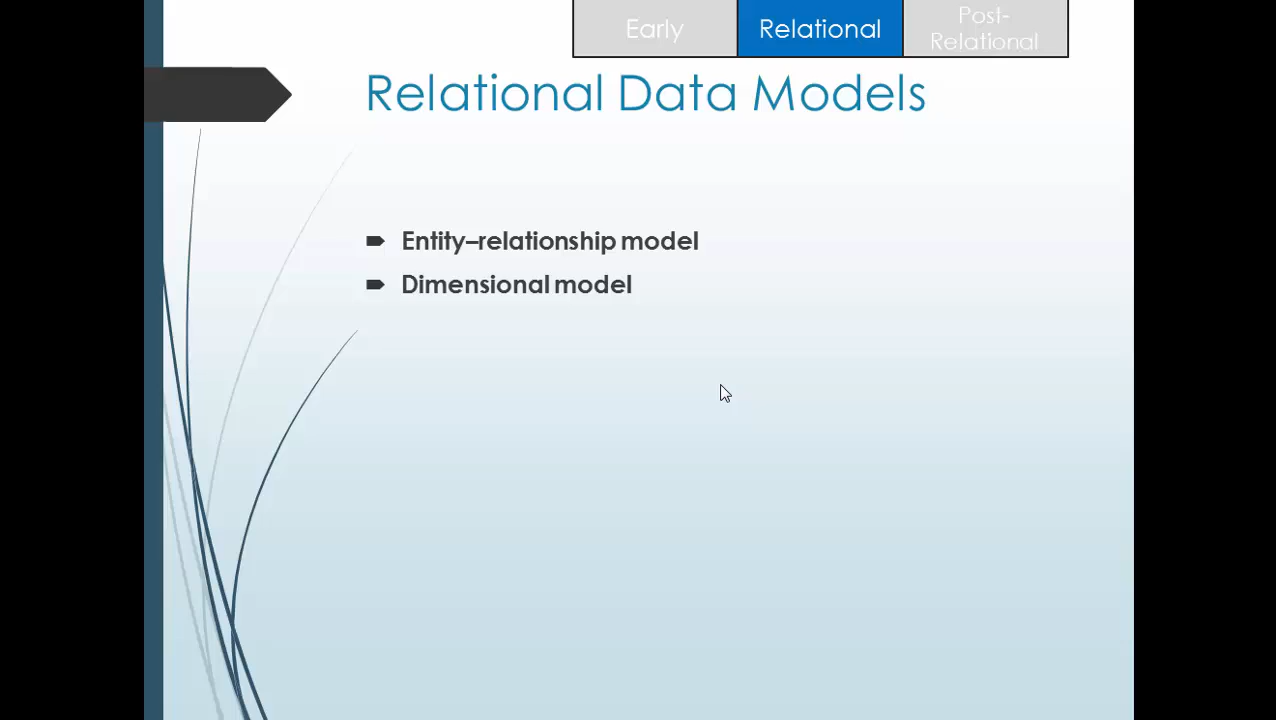 Early
Relational
Post-
Relational
Relational Data Models
Entity–relationship model
Dimensional model